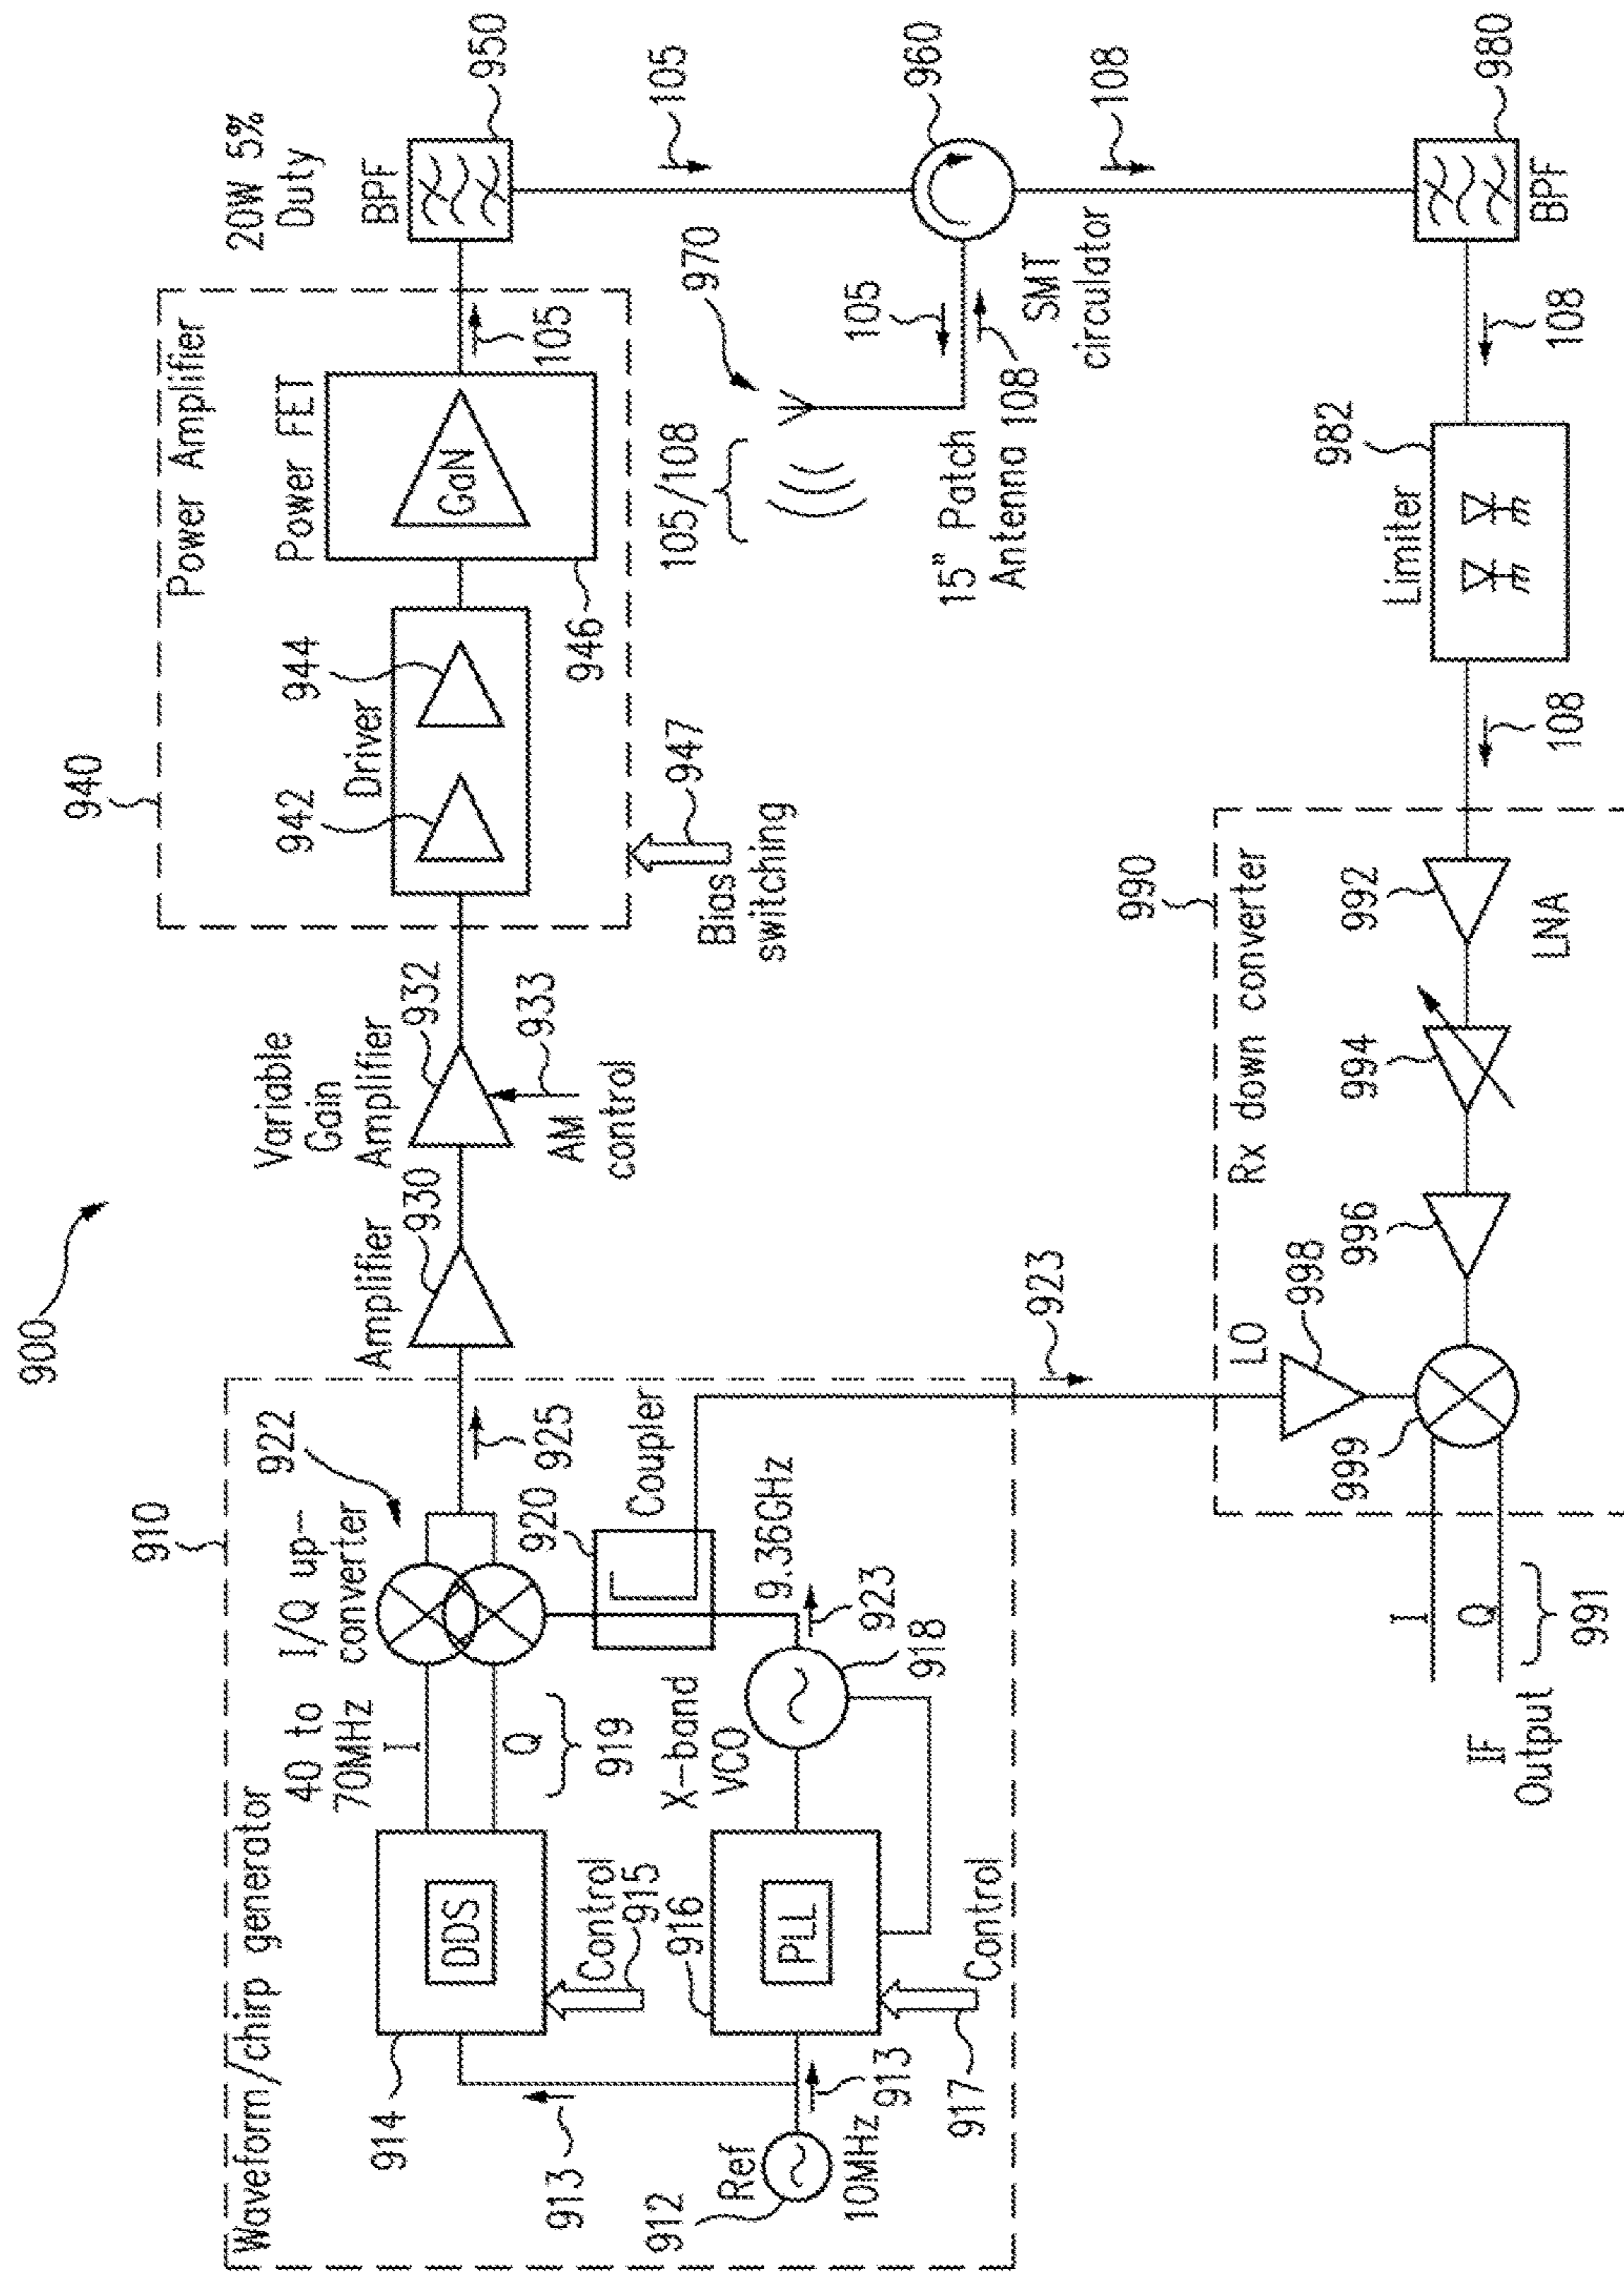 900
910
Waveform/chirp generator
40 to
70MHz
I/Q up-
converter
922
I
Q
919
DDS
914
Control
915
913
925
920
Coupler
X-band
VCO
9.36GHz
923
918
916
PLL
Control
917
913
Ref
912
10MHz
Amplifier
930
Variable
Gain
Amplifier
932
933
AM
control
940
Power Amplifier
Driver
942
944
Power FET
GaN
946
105
947
Bias
switching
20W 5%
Duty
BPF
950
105
960
SMT
circulator
105
108
970
105/108
15" Patch
Antenna
108
980
BPF
108
982
Limiter
108
923
990
Rx down converter
LO
998
992
LNA
994
996
999
I
Q
991
IF
Output